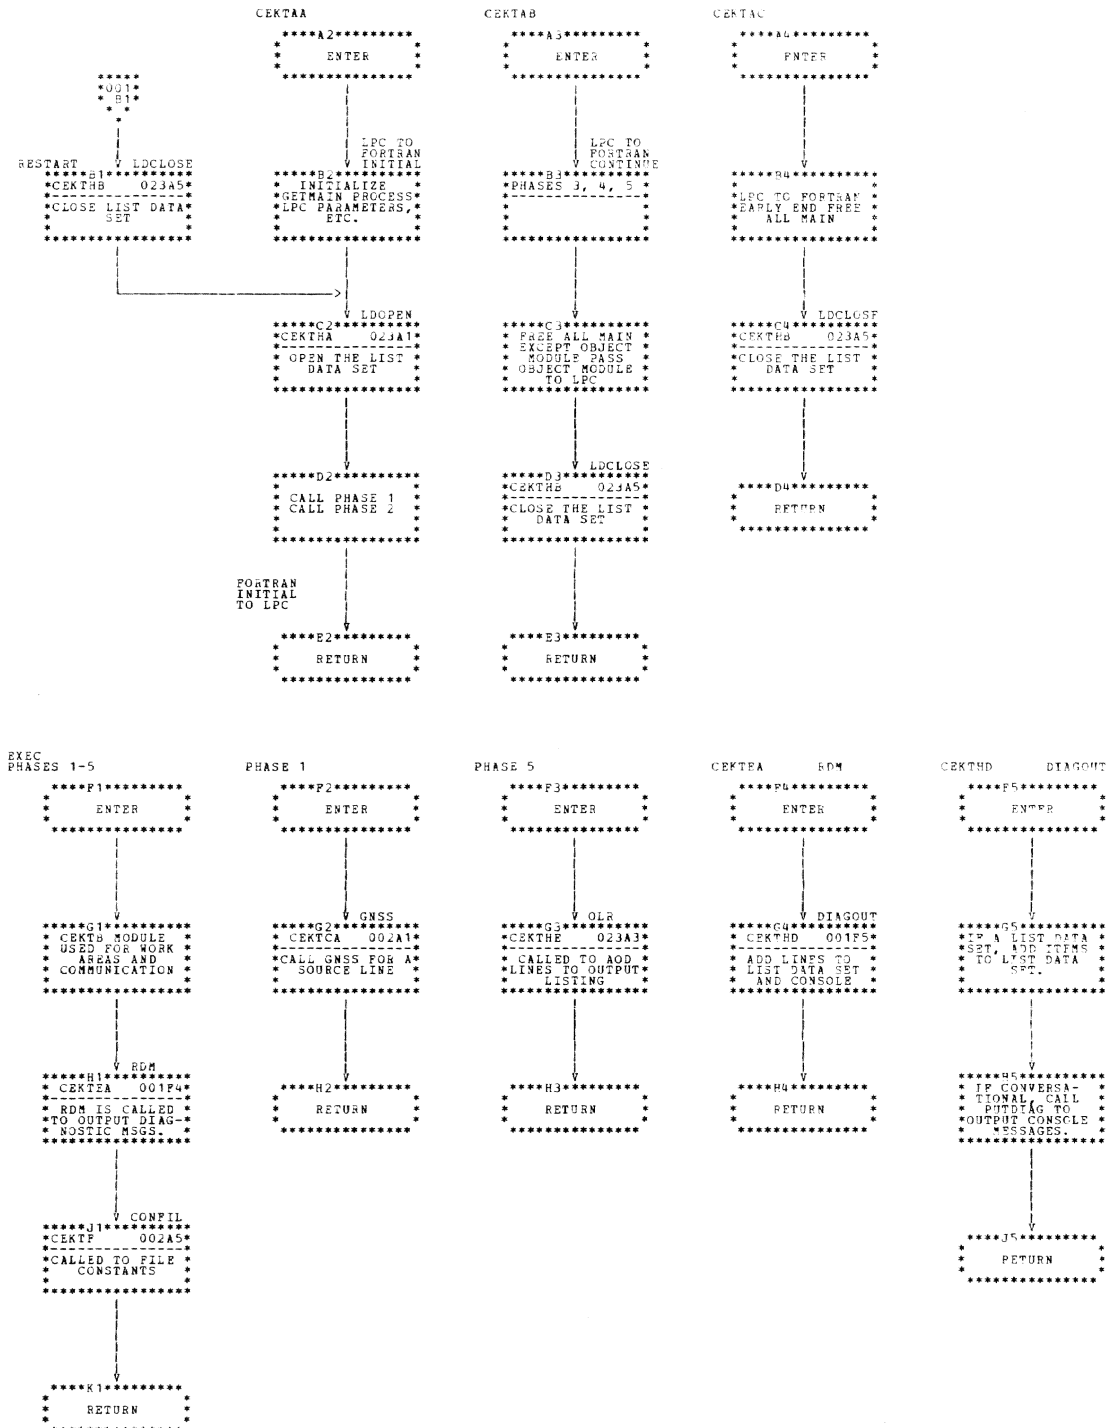 CEKTAA
****A2*********
ENTER
***************
LPC TO
FORTRAN
INITIAL
*****B2**********
INITIALIZE
GETMAIN PROCESS
LPC PARAMETERS,
ETC.
*****************
*****
*001*
* B1*
* *
*
RESTART
LDCLOSE
*****B1**********
*CEKTHB 023A5*
*CLOSE LIST DATA*
SET
*****************
LDOPEN
*****C2**********
*CEKTHA 023A1*
OPEN THE LIST
DATA SET
*****************
*****D2**********
CALL PHASE 1
CALL PHASE 2
*****************
FORTRAN
INITIAL
TO LPC
****E2*********
RETURN
***************
CEKTAB
****A3*********
ENTER
***************
LPC TO
FORTRAN
CONTINUE
*****B3**********
*PHASES 3, 4, 5 *
*****************
*****C3**********
FREE ALL MAIN
EXCEPT OBJECT
MODULE PASS
OBJECT MODULE
TO LPC
*****************
LDCLOSE
*****D3**********
*CEKTHB 023A5*
*CLOSE THE LIST *
DATA SET
*****************
****E3*********
RETURN
***************
CEKTAC
****A4*********
ENTER
***************
*****B4**********
*LPC TO FORTRAN *
*EARLY END FREE *
ALL MAIN
*****************
LDCLOSE
*****C4**********
*CEKTHB 023A5*
*CLOSE THE LIST *
DATA SET
*****************
****D4*********
RETURN
***************
EXEC
PHASES 1-5
****F1*********
ENTER
***************
*****G1**********
CEKTB MODULE
USED FOR WORK
AREAS AND
COMMUNICATION
*****************
RDM
*****H1**********
* CEKTEA 001F4*
RDM IS CALLED
*TO OUTPUT DIAG-*
NOSTIC MSGS.
*****************
CONFIL
*****J1**********
*CEKTF 002A5*
*CALLED TO FILE *
CONSTANTS
*****************
****K1*********
RETURN
***************
PHASE 1
****F2*********
ENTER
***************
GNSS
*****G2**********
* CEKTCA 002A1*
*CALL GNSS FOR A*
SOURCE LINE
*****************
****H2*********
RETURN
***************
PHASE 5
****F3*********
ENTER
***************
OLR
*****G3**********
*CEKTHE 023A3*
CALLED TO ADD
*LINES TO OUTPUT*
LISTING
*****************
****H3*********
RETURN
***************
CEKTEA RDM
****F4*********
ENTER
***************
DIAGOUT
*****G4**********
* CEKTHD 001F5*
ADD LINES TO
LIST DATA SET
AND CONSOLE
*****************
****H4*********
RETURN
***************
CEKTHD DIAGOUT
****F5*********
ENTER
***************
*****G5**********
*IF A LIST DATA *
*SET, ADD ITEMS *
TO LIST DATA
SET.
*****************
*****H5**********
IF CONVERSA-
TIONAL, CALL
PUTDIAG TO
*OUTPUT CONSOLE *
MESSAGES.
*****************
****J5*********
RETURN
***************